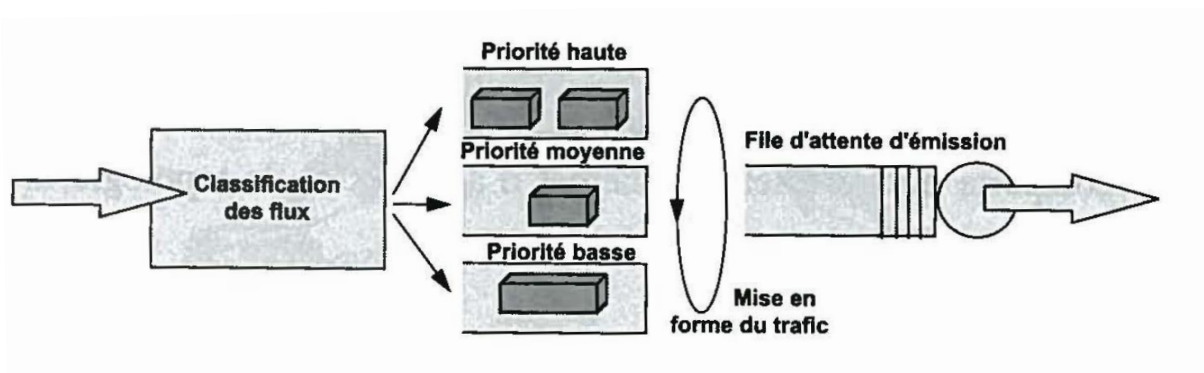 Priorité haute
Priorité moyenne
File d'attente d'émission
Classification
des flux
Priorité basse
Mise en
forme du trafic